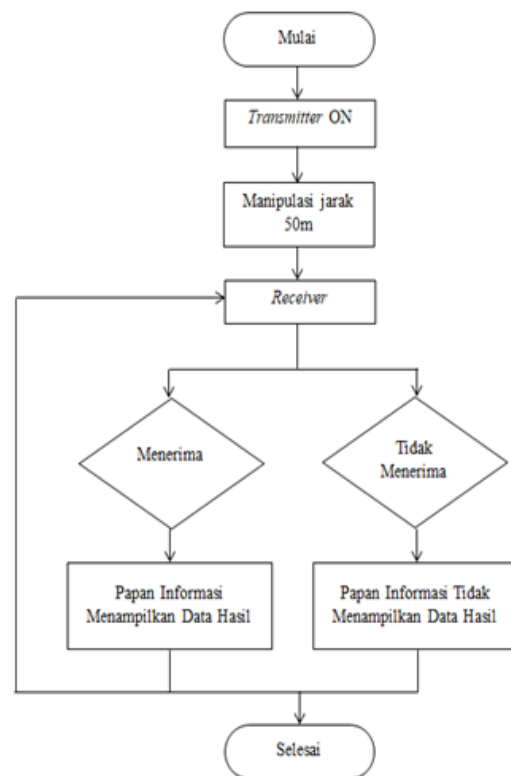 Mulai
Transmitter ON
Manipulasi jarak
50m
Receiver
Menerima
Tidak
Menerima
Papan Informasi
Menampilkan Data Hasil
Papan Informasi Tidak
Menampilkan Data Hasil
Selesai